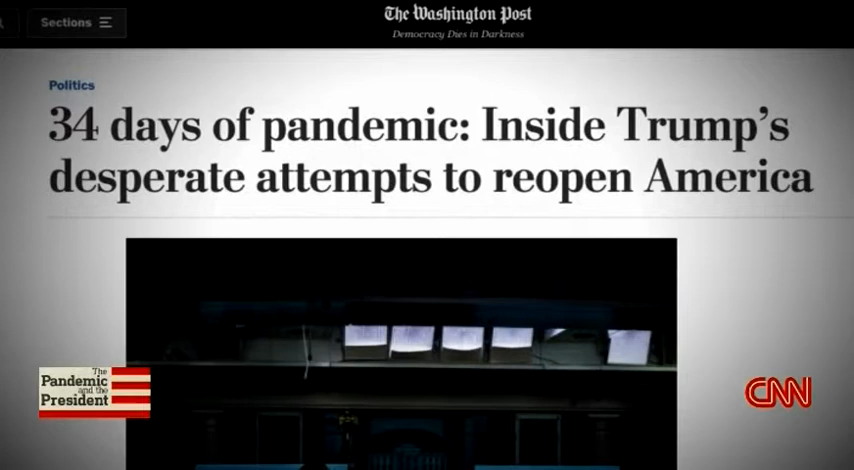 Sections
The Washington Post
Democracy Dies in Darkness
Politics
34 days of pandemic: Inside Trump's
desperate attempts to reopen America
The
Pandemic
and the
President
CNN